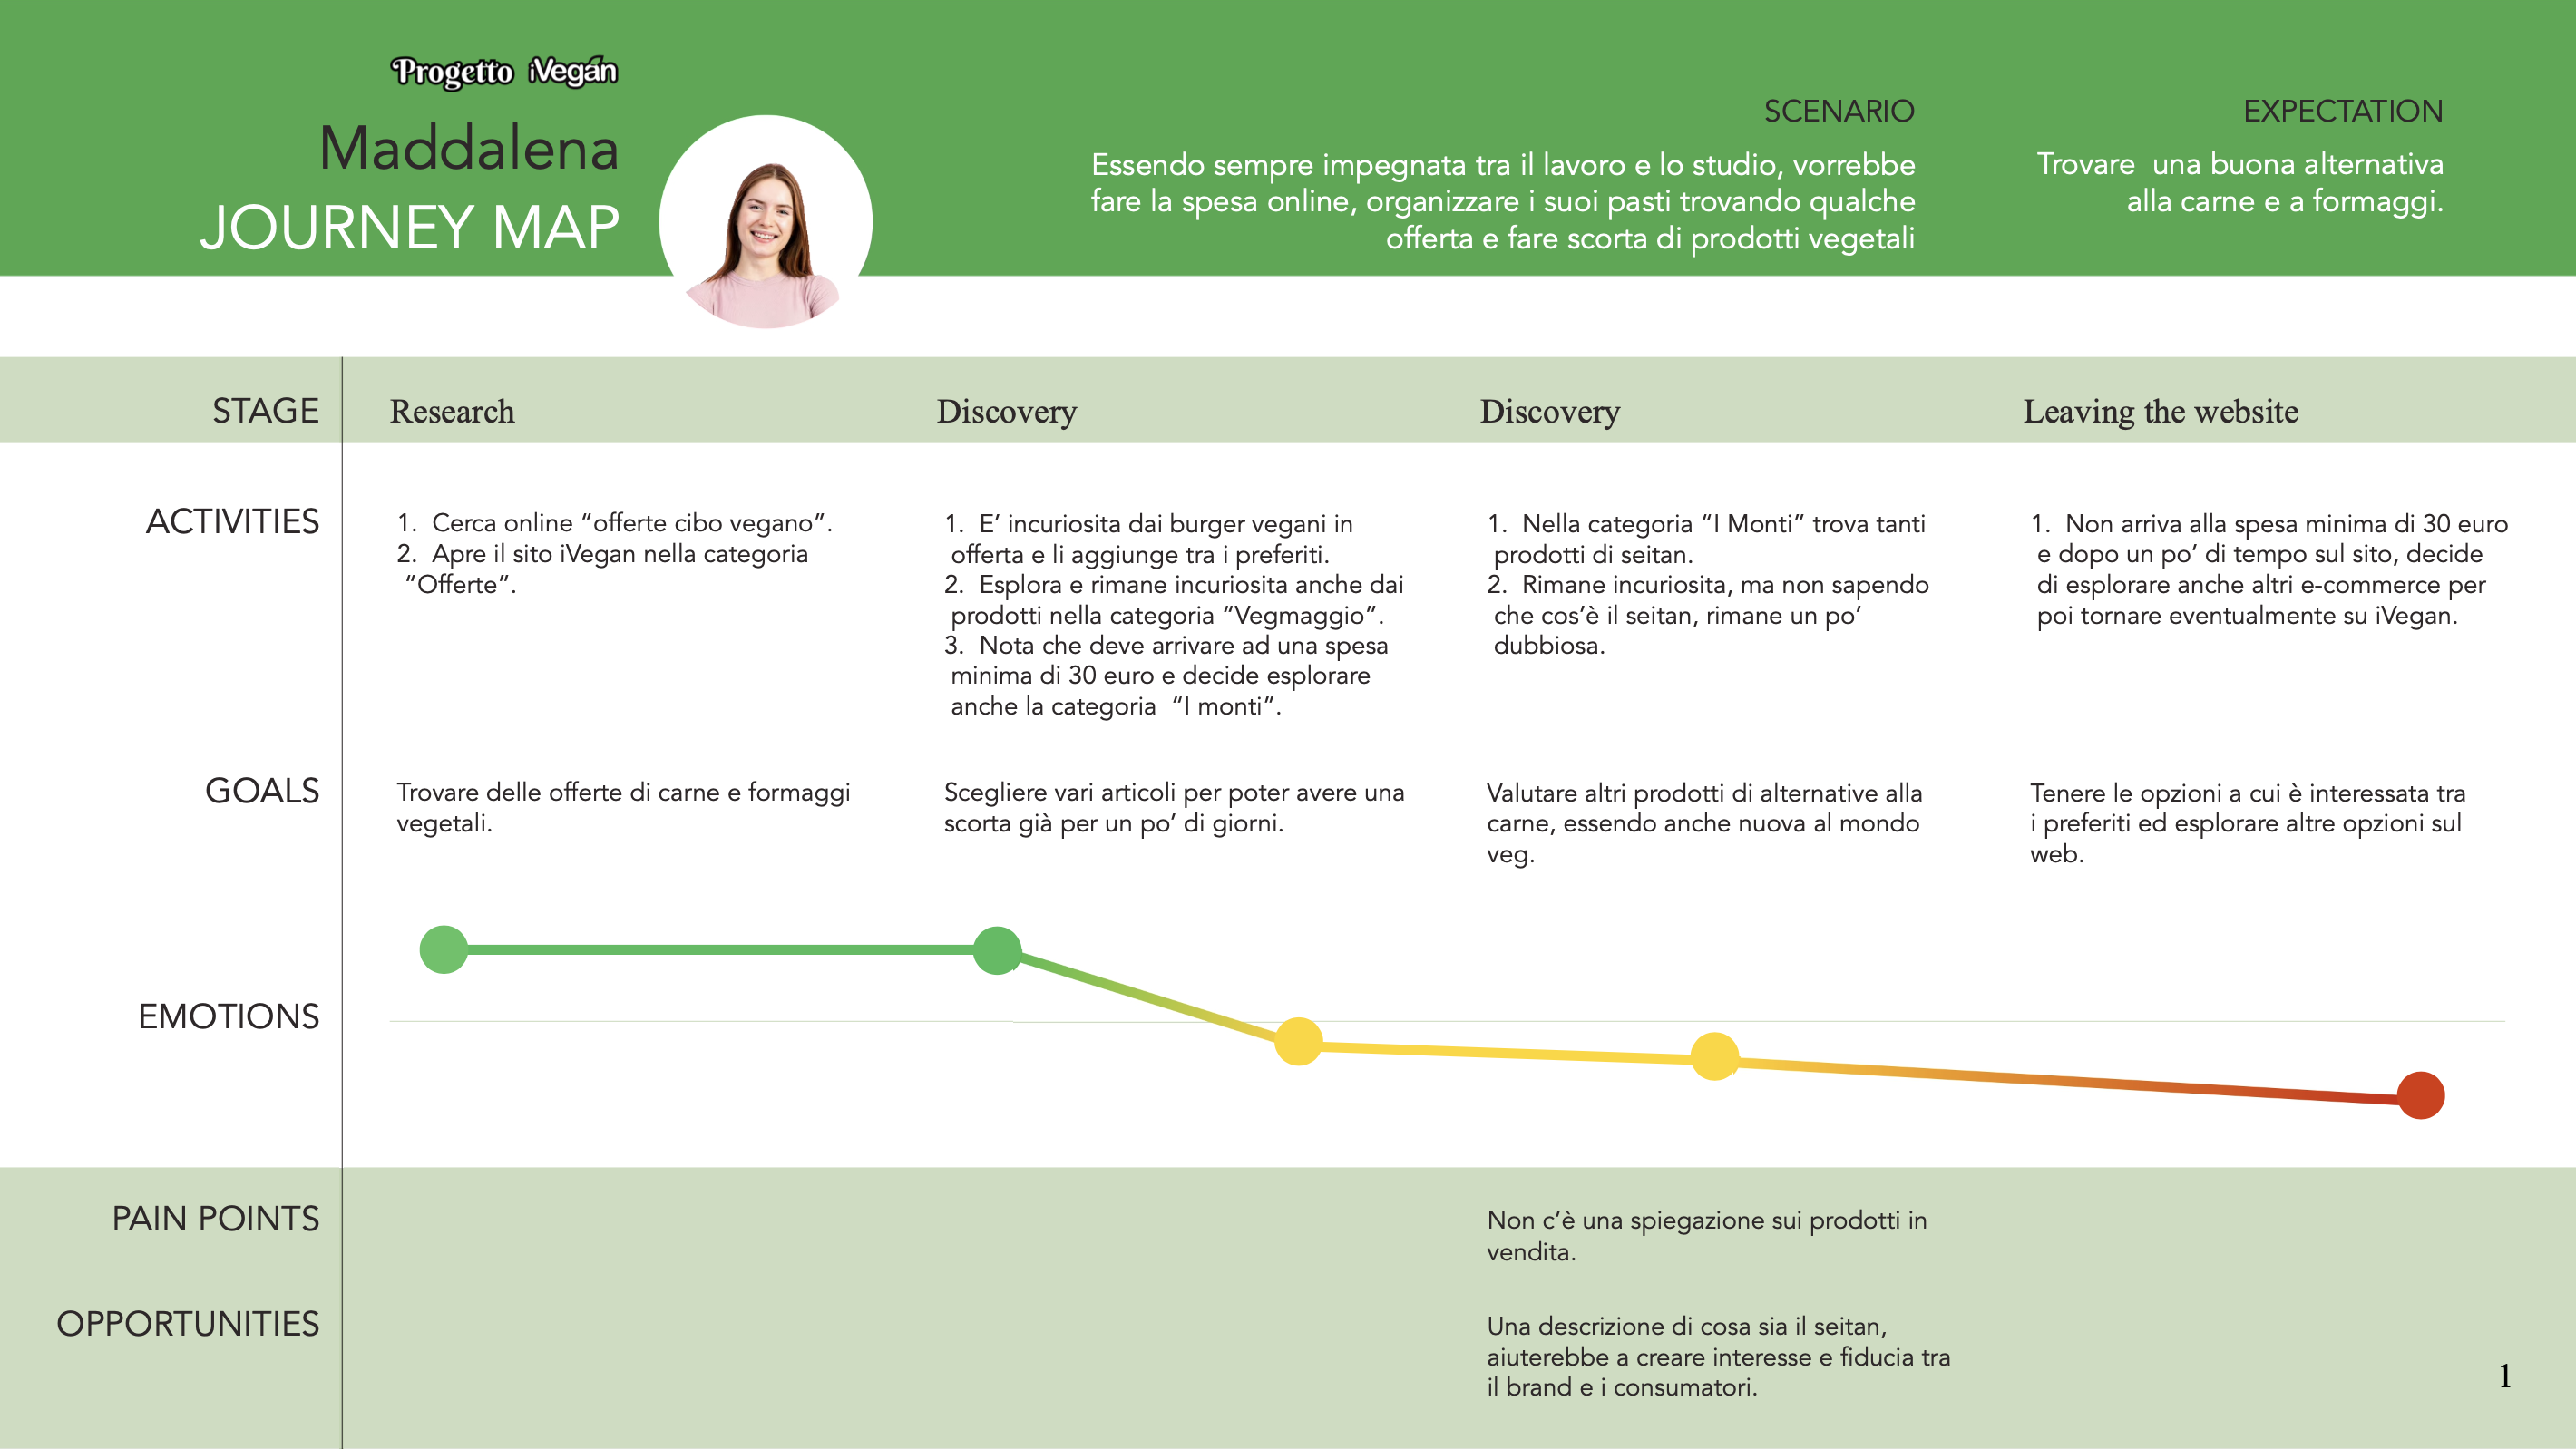 Progetto iVegan
Maddalena
JOURNEY MAP
SCENARIO
Essendo sempre impegnata tra il lavoro e lo studio, vorrebbe
fare la spesa online, organizzare i suoi pasti trovando qualche
offerta e fare scorta di prodotti vegetali
EXPECTATION
Trovare una buona alternativa
alla carne e a formaggi.
STAGE
Research
Discovery
Discovery
Leaving the website
ACTIVITIES
1. Cerca online “offerte cibo vegano”.
2. Apre il sito iVegan nella categoria
“Offerte”.
1. E’ incuriosita dai burger vegani in
offerta e li aggiunge tra i preferiti.
2. Esplora e rimane incuriosita anche dai
prodotti nella categoria “Vegmaggio”.
3. Nota che deve arrivare ad una spesa
minima di 30 euro e decide esplorare
anche la categoria “I monti”.
1. Nella categoria “I Monti” trova tanti
prodotti di seitan.
2. Rimane incuriosita, ma non sapendo
che cos’è il seitan, rimane un po’
dubbiosa.
1. Non arriva alla spesa minima di 30 euro
e dopo un po’ di tempo sul sito, decide
di esplorare anche altri e-commerce per
poi tornare eventualmente su iVegan.
GOALS
Trovare delle offerte di carne e formaggi
vegetali.
Scegliere vari articoli per poter avere una
scorta già per un po’ di giorni.
Valutare altri prodotti di alternative alla
carne, essendo anche nuova al mondo
veg.
Tenere le opzioni a cui è interessata tra
i preferiti ed esplorare altre opzioni sul
web.
EMOTIONS
PAIN POINTS
Non c’è una spiegazione sui prodotti in
vendita.
OPPORTUNITIES
Una descrizione di cosa sia il seitan,
aiuterebbe a creare interesse e fiducia tra
il brand e i consumatori.
1